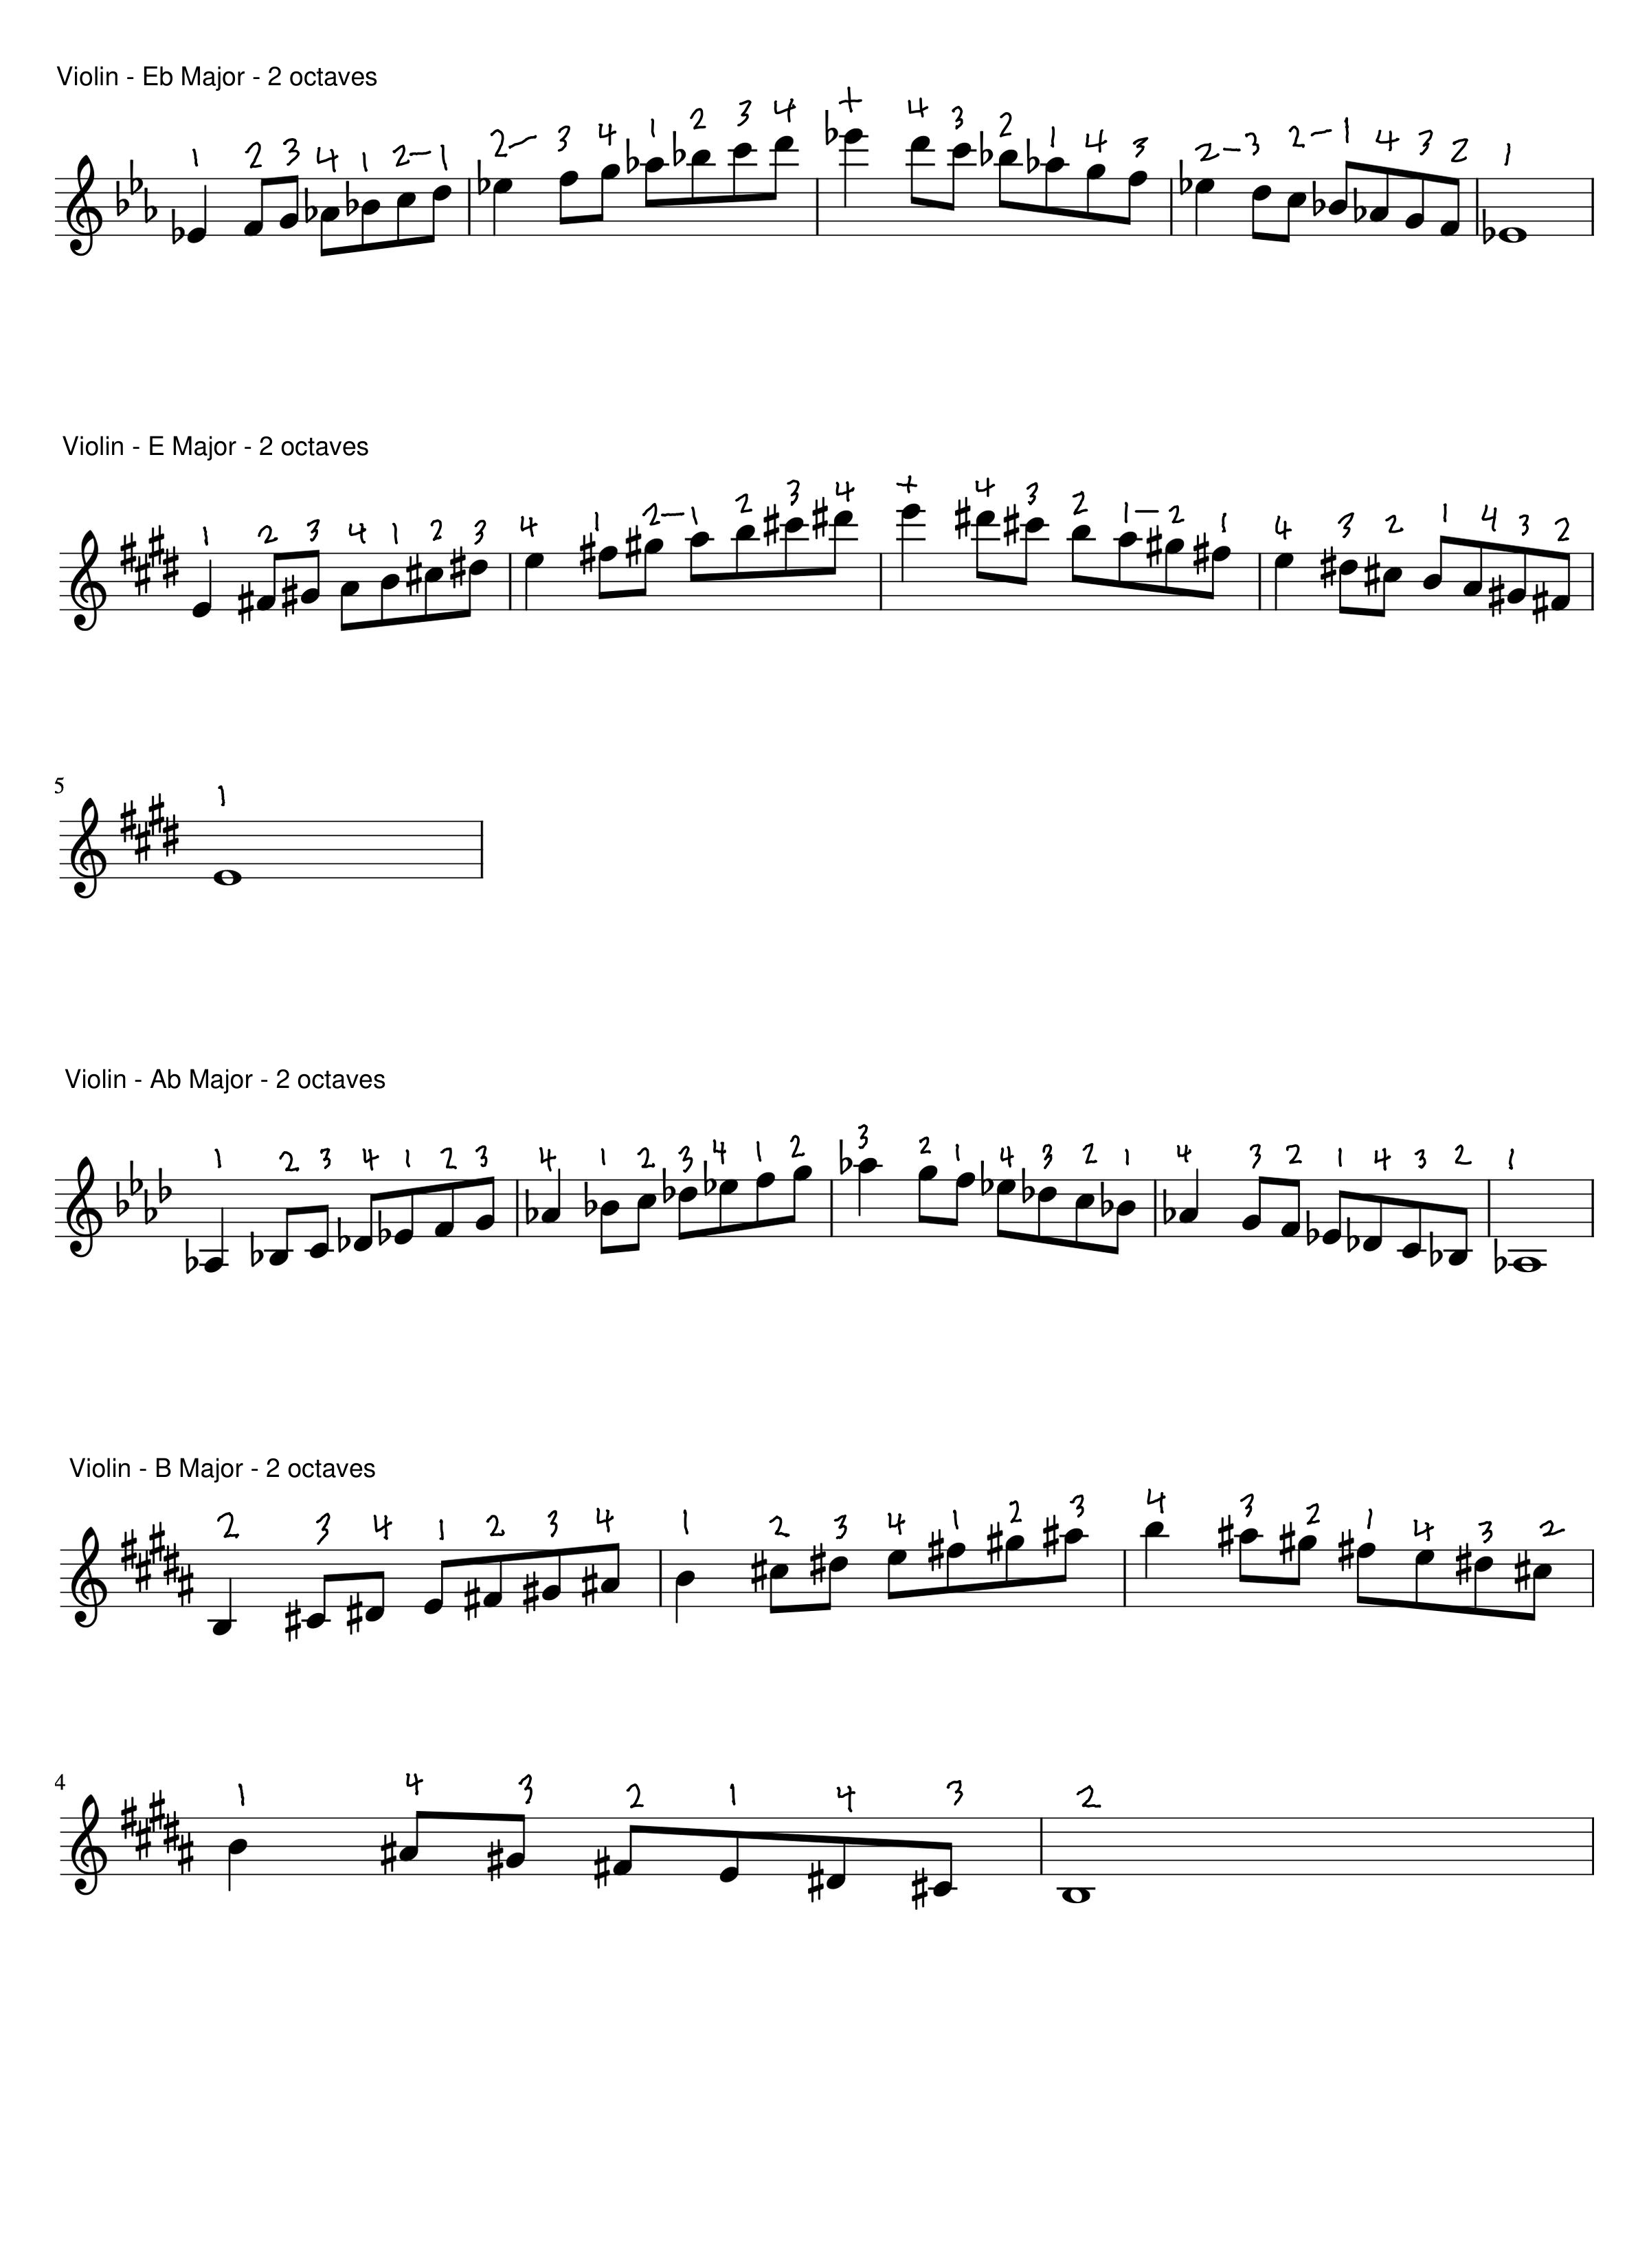 Violin - Eb Major - 2 octaves
1 2 3 4 1 2– 1 2– 3 4 1 2 3 4 + 4 3 2 1 4 3 2– 3 2– 1 4 3 2 1
Violin - E Major - 2 octaves
1 2 3 4 1 2 3 4 1 2– 1 2 3 4 + 4 3 2 1– 2 1 4 3 2 1 4 3 2
5
1
Violin - Ab Major - 2 octaves
1 2 3 4 1 2 3 4 1 2 3 4 1 2 3 2 1 4 3 2 1 4 3 2 1 4 3 2 1
Violin - B Major - 2 octaves
2 3 4 1 2 3 4 1 2 3 4 1 2 3 4 3 2 1 4 3 2
4
1 4 3 2 1 4 3 2